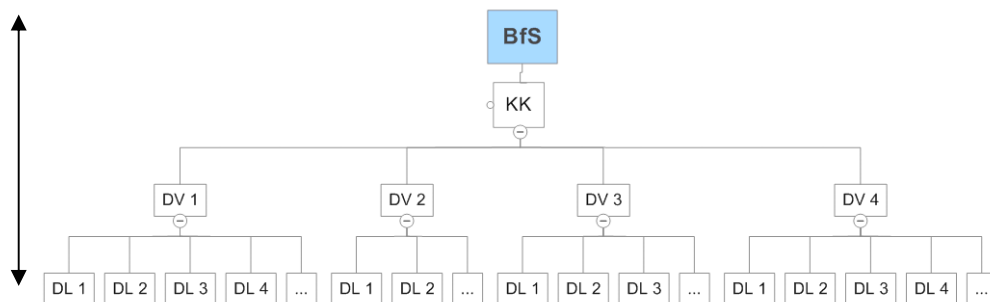 BfS
KK
DV 1 DV 2 DV 3 DV 4
DL 1 DL 2 DL 3 DL 4 ... DL 1 DL 2 ... DL 1 DL 2 DL 3 ... DL 1 DL 2 DL 3 DL 4 ...